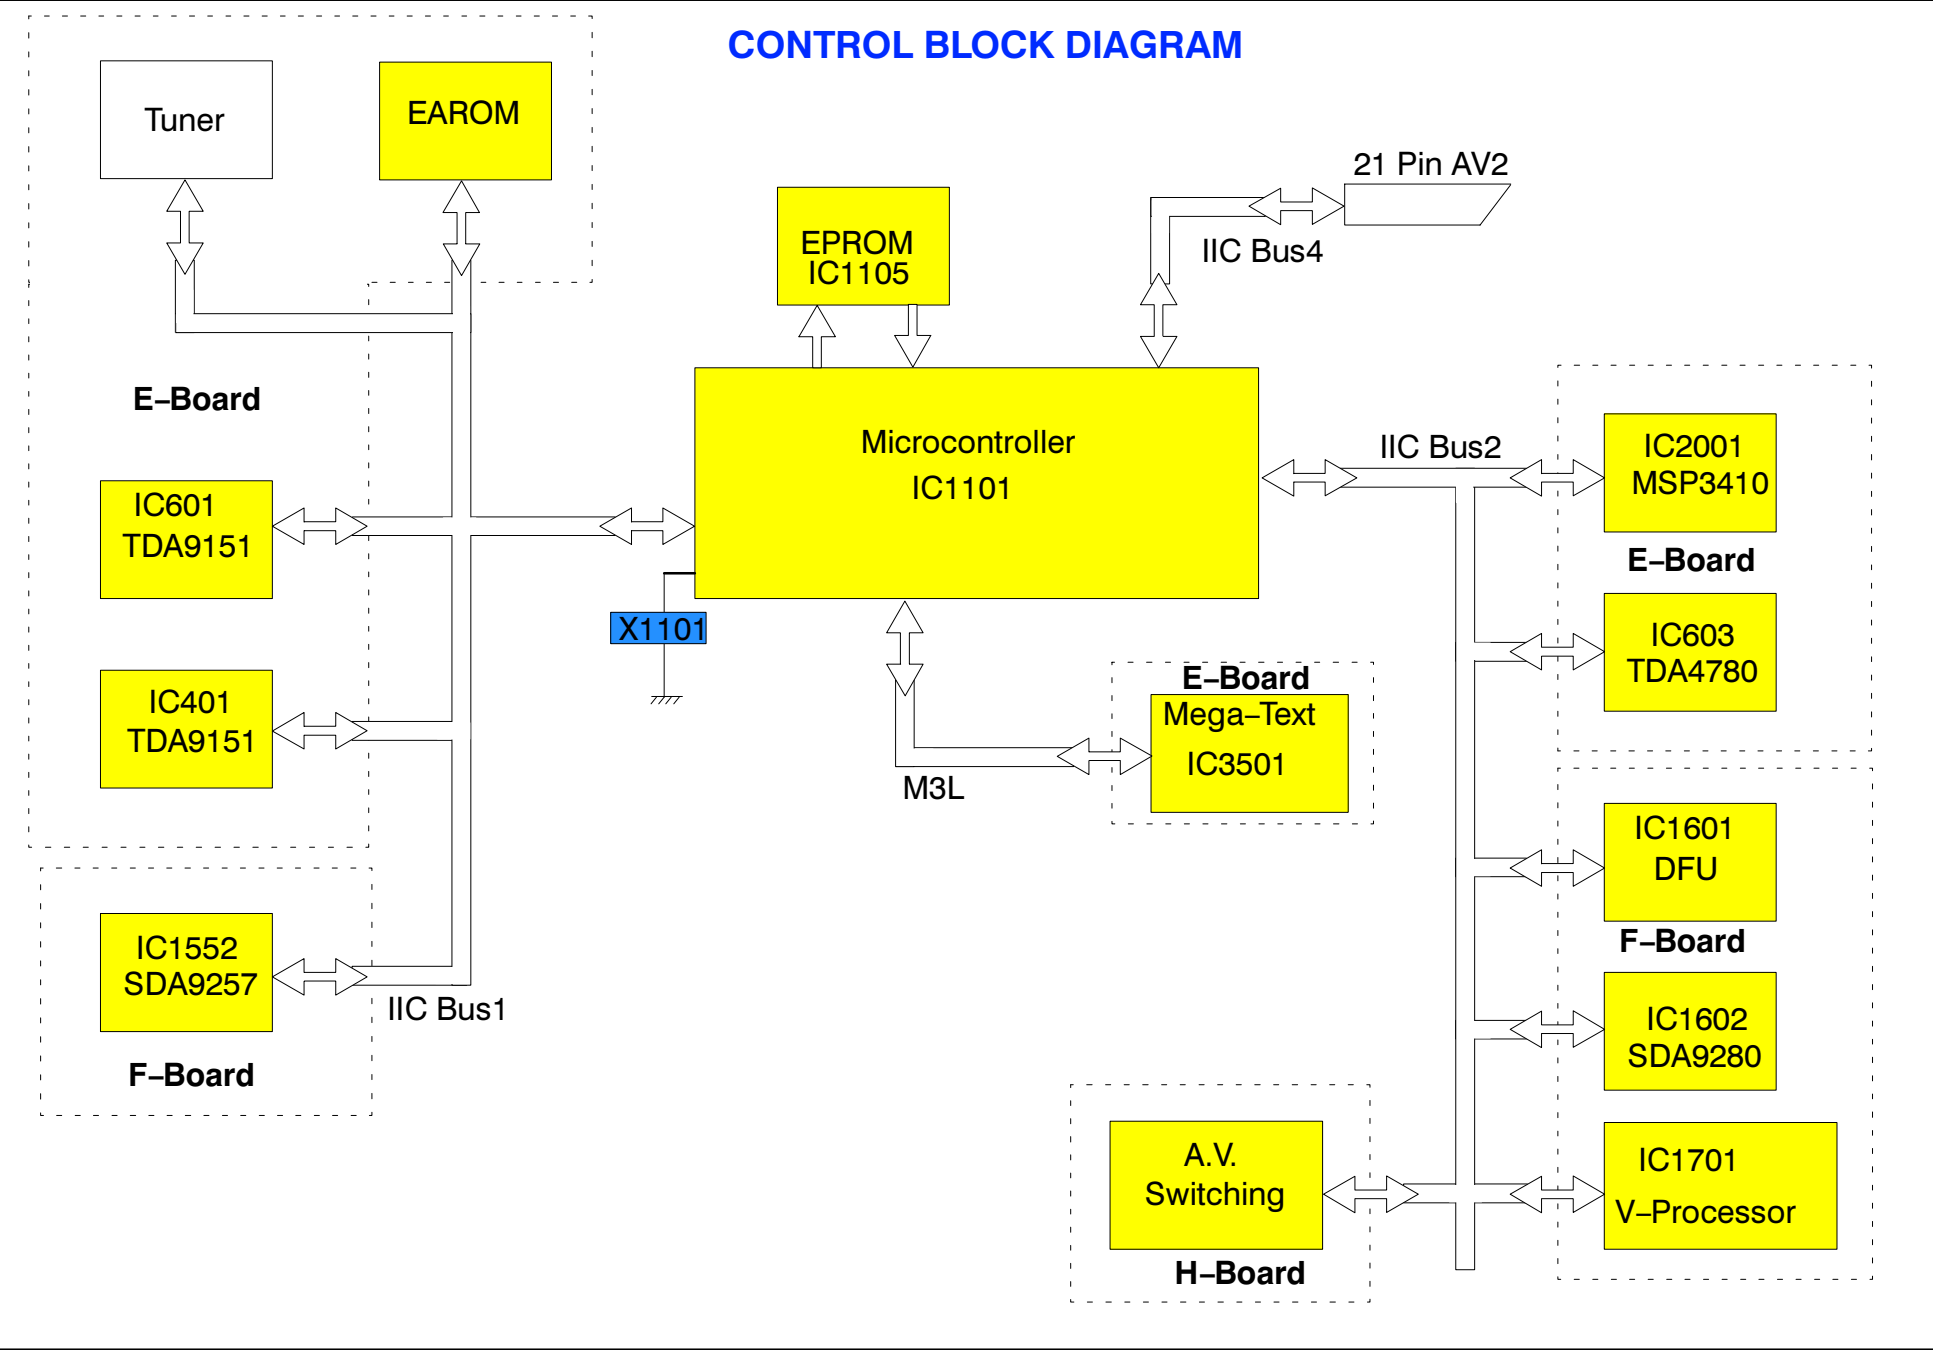 CONTROL BLOCK DIAGRAM
Tuner
EAROM
21 Pin AV2
EPROM
IC1105
IIC Bus4
E–Board
Microcontroller
IC1101
IIC Bus2
IC2001
MSP3410
E–Board
IC601
TDA9151
X1101
IC603
TDA4780
E–Board
Mega–Text
IC3501
M3L
IC401
TDA9151
IC1601
DFU
F–Board
IC1552
SDA9257
IIC Bus1
F–Board
IC1602
SDA9280
A.V.
Switching
H–Board
IC1701
V–Processor